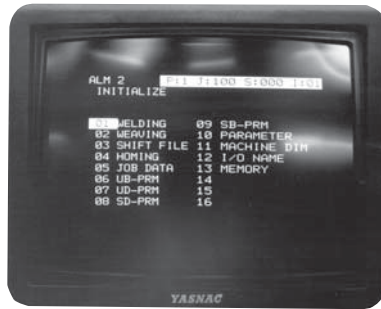 ALM 2 P:1 J:100 S:000 I:01
INITIALIZE
01 WELDING 09 SB-PRM
02 WEAVING 10 PARAMETER
03 SHIFT FILE 11 MACHINE DIM
04 HOMING 12 I/O NAME
05 JOB DATA 13 MEMORY
06 UB-PRM 14
07 UD-PRM 15
08 SD-PRM 16
YASNAC